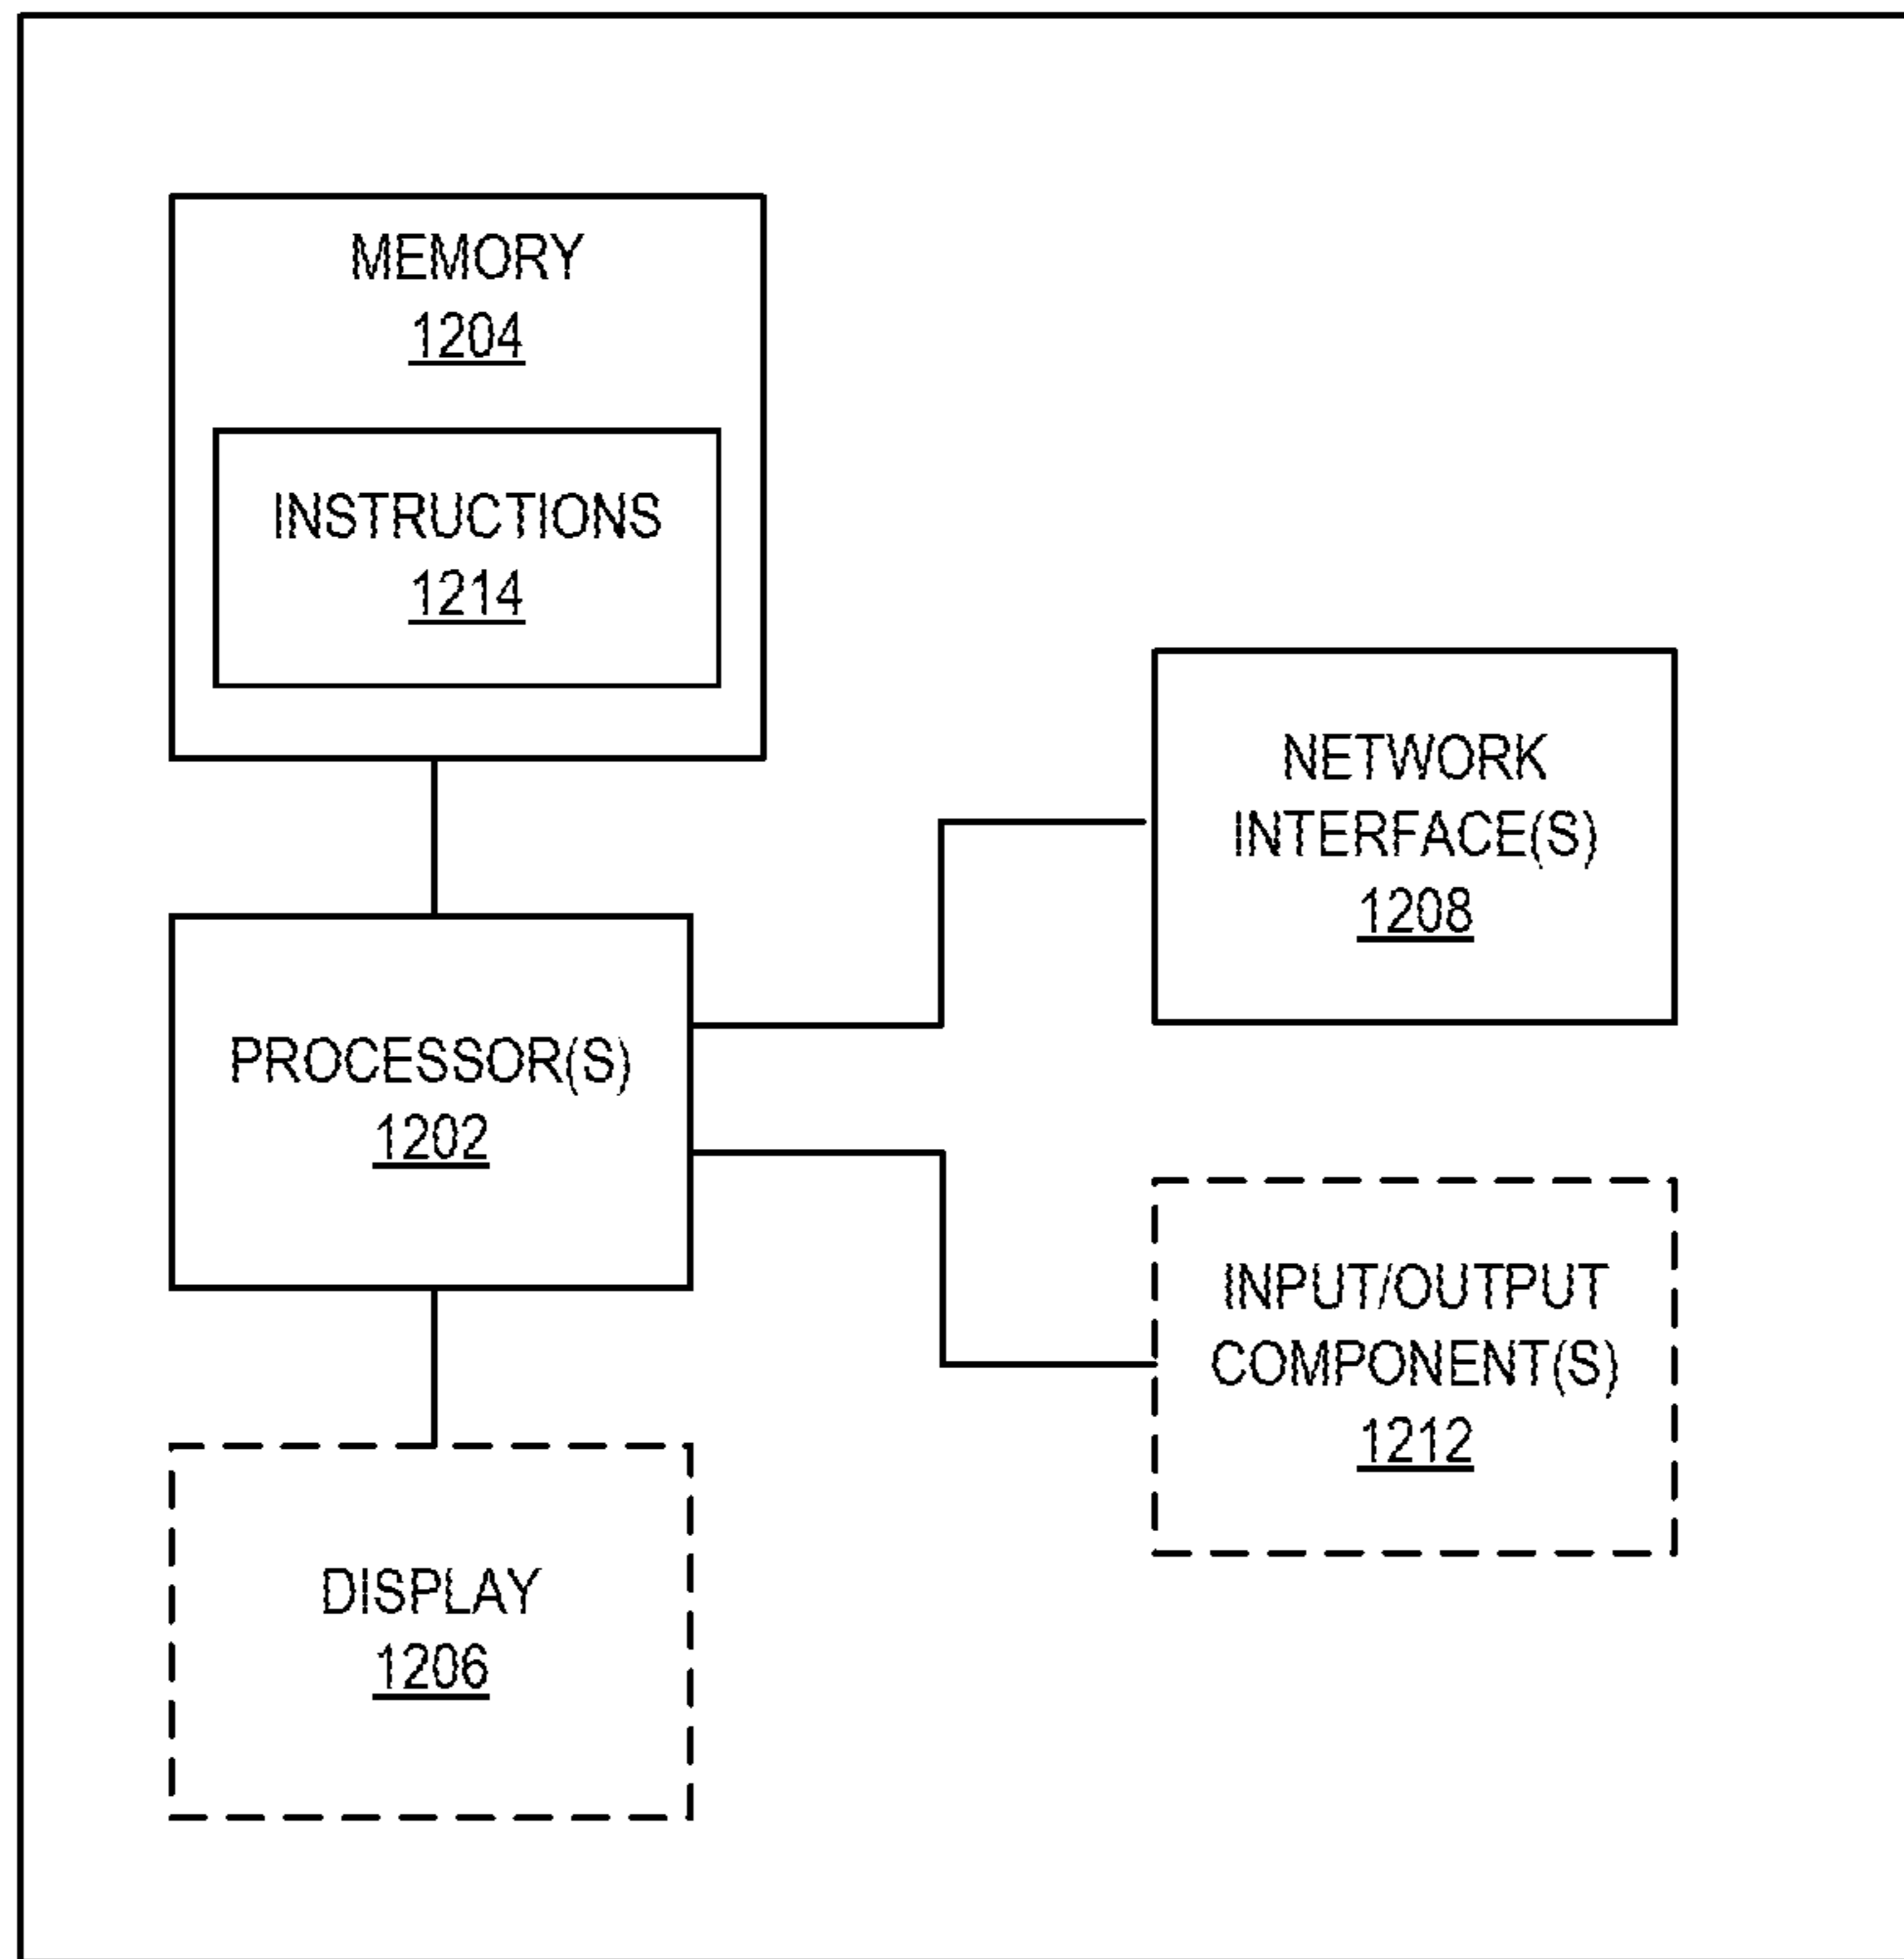 MEMORY
1204
INSTRUCTIONS
1214
NETWORK
INTERFACE(S)
1208
PROCESSOR(S)
1202
INPUT/OUTPUT
COMPONENT(S)
1212
DISPLAY
1206